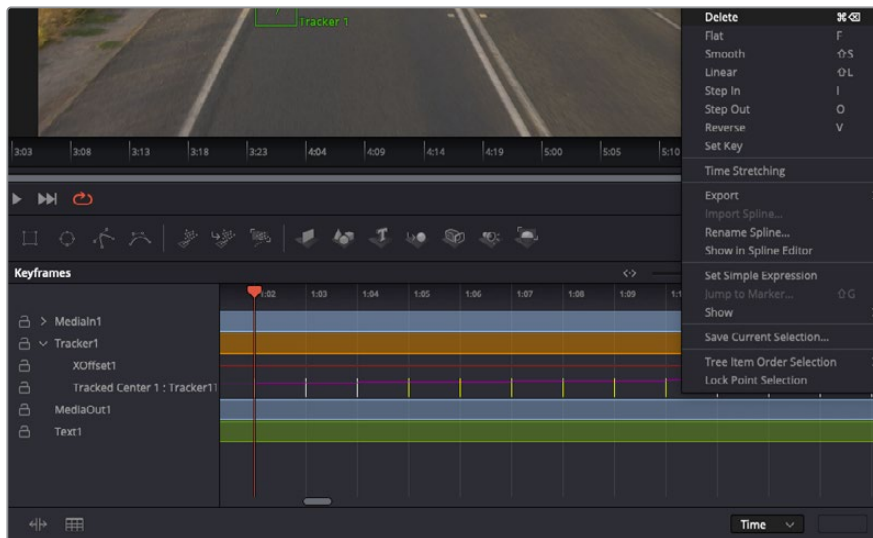 Tracker 1
Delete ⌘⌫
Flat F
Smooth ⇧S
Linear ⇧L
Step In I
Step Out O
Reverse V
Set Key
Time Stretching
Export
Import Spline...
Rename Spline...
Show in Spline Editor
Set Simple Expression
Jump to Marker... ⇧G
Show
Save Current Selection...
Tree Item Order Selection
Lock Point Selection
3:03 3:08 3:13 3:18 3:23 4:04 4:09 4:14 4:19 5:00 5:05 5:10
Keyframes
1:02 1:03 1:04 1:05 1:06 1:07 1:08 1:09
MediaIn1
Tracker1
XOffset1
Tracked Center 1 : Tracker1
MediaOut1
Text1
Time